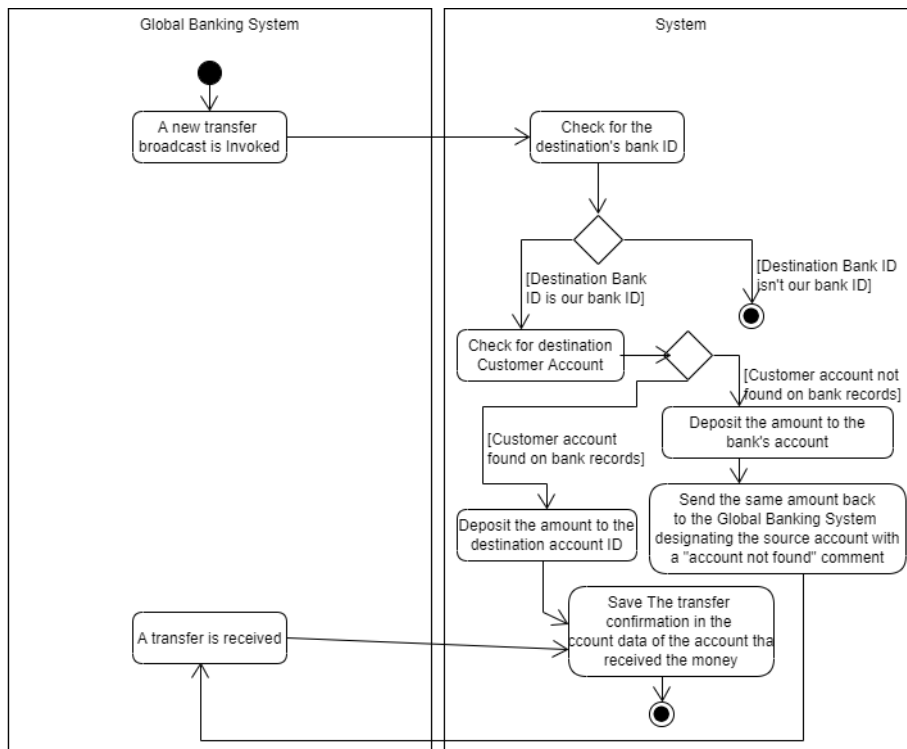 Global Banking System
System
A new transfer
broadcast is Invoked
Check for the
destination's bank ID
[Destination Bank
ID is our bank ID]
[Destination Bank ID
isn't our bank ID]
Check for destination
Customer Account
[Customer account not
found on bank records]
[Customer account
found on bank records]
Deposit the amount to the
bank's account
Deposit the amount to the
destination account ID
Send the same amount back
to the Global Banking System
designating the source account with
a "account not found" comment
A transfer is received
Save The transfer
confirmation in the
ccount data of the account tha
received the money